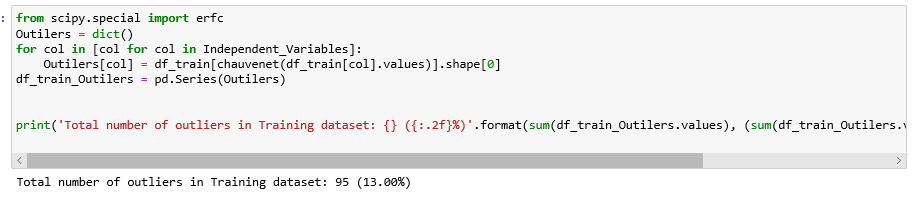 :
from scipy.special import erfc
Outilers = dict()
for col in [col for col in Independent_Variables]:
    Outilers[col] = df_train[chauvenet(df_train[col].values)].shape[0]
df_train_Outilers = pd.Series(Outilers)
print('Total number of outliers in Training dataset: {} ({:.2f}%)'.format(sum(df_train_Outilers.values), (sum(df_train_Outilers.
Total number of outliers in Training dataset: 95 (13.00%)